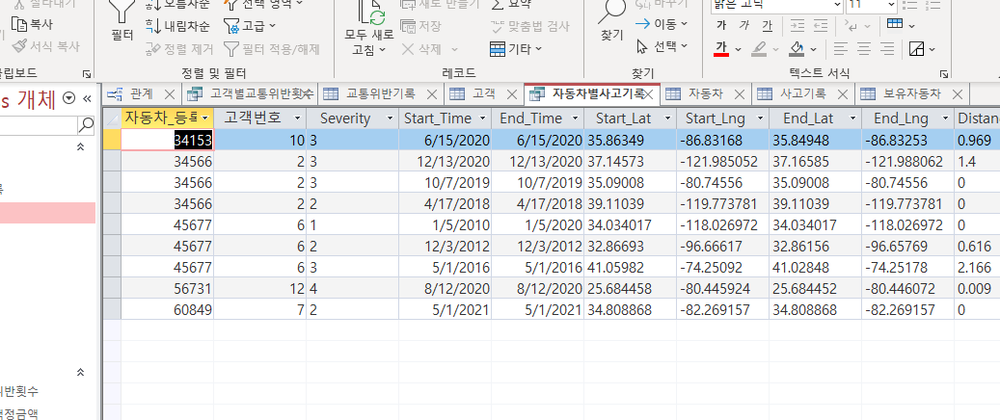 잘라내기
복사
서식 복사
클립보드
필터
오름차순
내림차순
정렬 제거
선택 영역
고급
필터 적용/해제
정렬 및 필터
모두 새로
고침
새로 만들기
저장
삭제
요약
맞춤법 검사
기타
레코드
찾기
바꾸기
이동
선택
찾기
맑은 고딕
11
가 가 가
가
텍스트 서식
s 개체
관계
고객별교통위반횟수
교통위반기록
고객
자동차별사고기록
자동차
사고기록
보유자동차
자동차_등록 고객번호 Severity Start_Time End_Time Start_Lat Start_Lng End_Lat End_Lng Distan
34153 10 3 6/15/2020 6/15/2020 35.86349 -86.83168 35.84948 -86.83253 0.969
34566 2 3 12/13/2020 12/13/2020 37.14573 -121.985052 37.16585 -121.988062 1.4
34566 2 3 10/7/2019 10/7/2019 35.09008 -80.74556 35.09008 -80.74556 0
34566 2 2 4/17/2018 4/17/2018 39.11039 -119.773781 39.11039 -119.773781 0
45677 6 1 1/5/2010 1/5/2020 34.034017 -118.026972 34.034017 -118.026972 0
45677 6 2 12/3/2012 12/3/2012 32.86693 -96.66617 32.86156 -96.65769 0.616
45677 6 3 5/1/2016 5/1/2016 41.05982 -74.25092 41.02848 -74.25178 2.166
56731 12 4 8/12/2020 8/12/2020 25.684458 -80.445924 25.684452 -80.446072 0.009
60849 7 2 5/1/2021 5/1/2021 34.808868 -82.269157 34.808868 -82.269157 0
위반횟수
책정금액